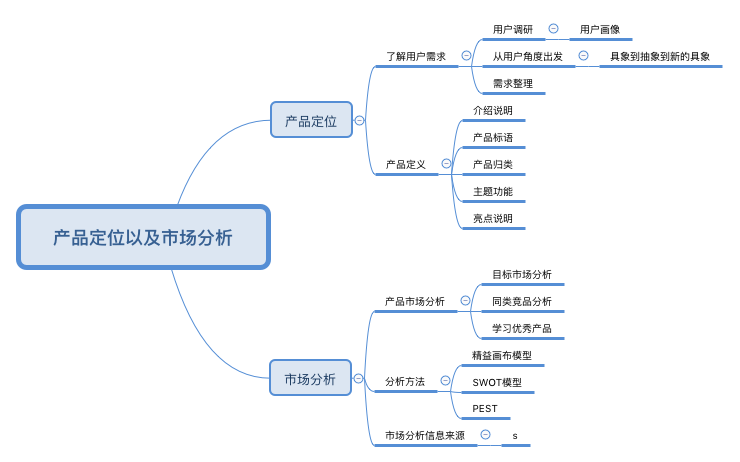 产品定位以及市场分析
产品定位
了解用户需求
用户调研
用户画像
从用户角度出发
具象到抽象到新的具象
需求整理
产品定义
介绍说明
产品标语
产品归类
主题功能
亮点说明
市场分析
产品市场分析
目标市场分析
同类竞品分析
学习优秀产品
分析方法
精益画布模型
SWOT模型
PEST
市场分析信息来源
s